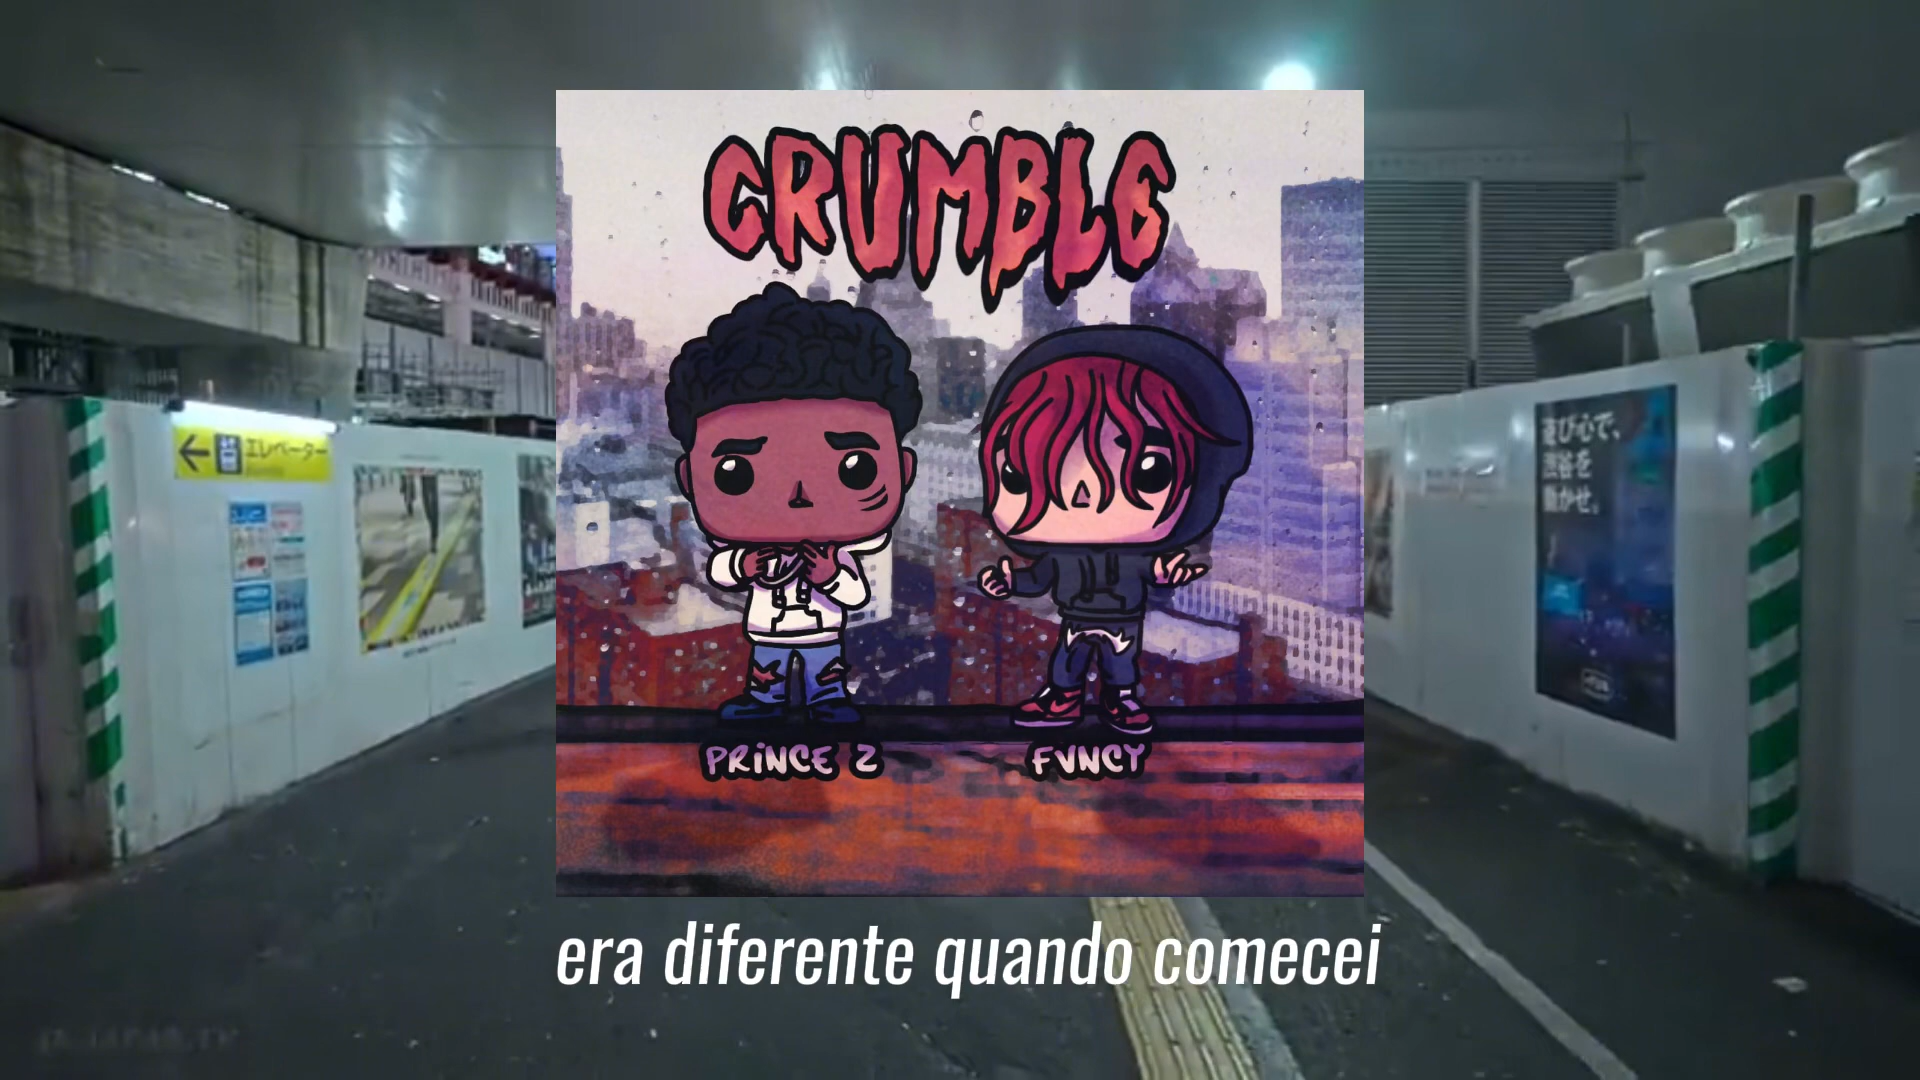 CRUMBLE
PRINCE Z
FVNCY
era diferente quando comecei
エレベーター
遊び心で、
渋谷を
動かせ。